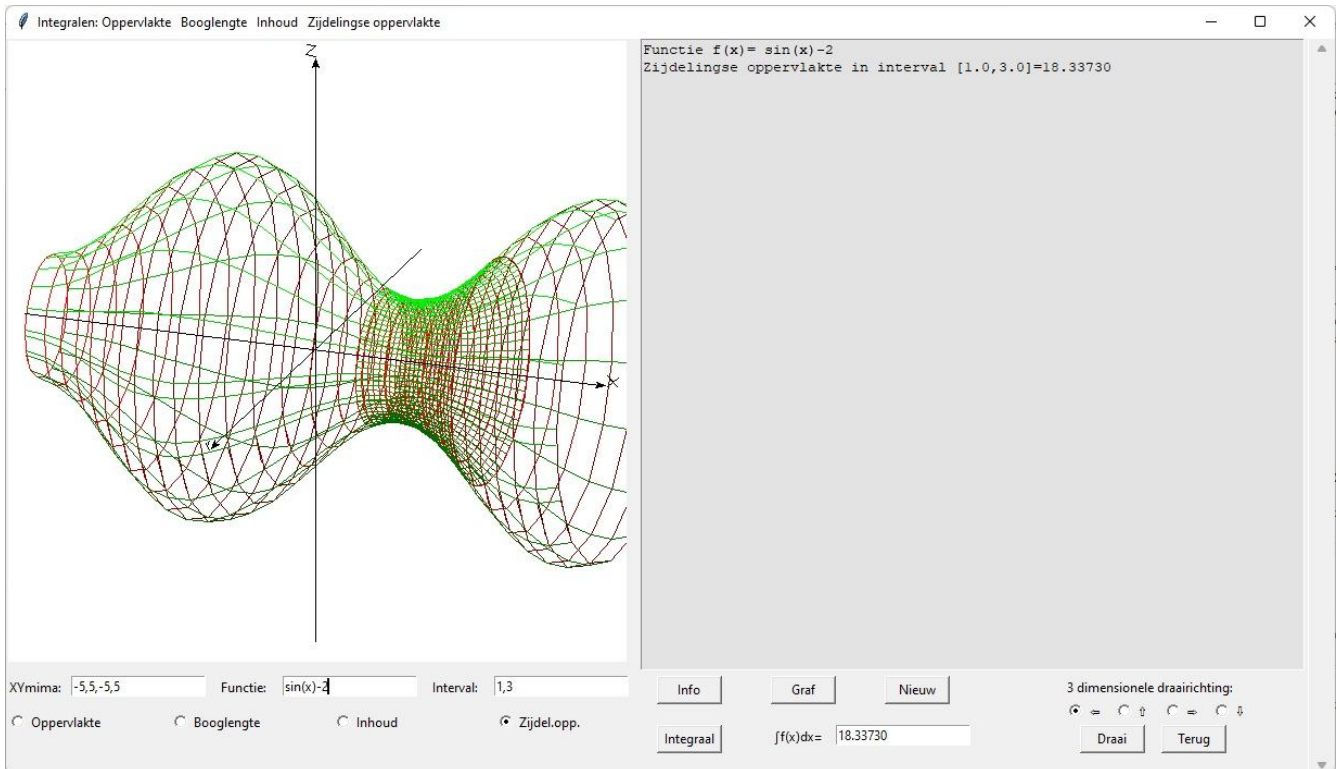 Integralen: Oppervlakte Booglengte Inhoud Zijdelingse oppervlakte
Z
X
Functie f(x)= sin(x)-2
Zijdelingse oppervlakte in interval [1.0,3.0]=18.33730
XYmima: -5,5,-5,5 Functie: sin(x)-2 Interval: 1,3
Oppervlakte Booglengte Inhoud Zijdel.opp.
Info Graf Nieuw
Integraal ∫f(x)dx= 18.33730
3 dimensionele draairichting:
⇦ ⇧ ⇨ ⇩
Draai Terug